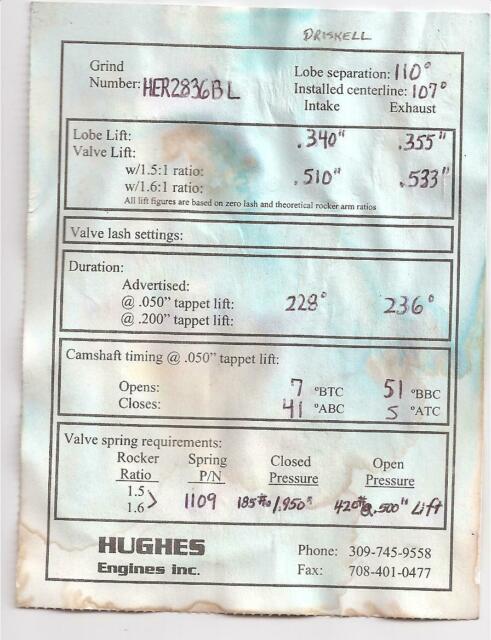 DRISKELL
Grind Number: HER2836BL
Lobe separation: 110°
Installed centerline: 107°
Intake Exhaust
Lobe Lift: .340" .355"
Valve Lift:
w/1.5:1 ratio: .510" .533"
w/1.6:1 ratio:
All lift figures are based on zero lash and theoretical rocker arm ratios
Valve lash settings:
Duration:
Advertised:
@ .050” tappet lift: 228° 236°
@ .200” tappet lift:
Camshaft timing @ .050” tappet lift:
Opens: 7 °BTC 51 °BBC
Closes: 41 °ABC 5 °ATC
Valve spring requirements:
Rocker Ratio Spring P/N Closed Pressure Open Pressure
1.5
1.6 > 1109 185# @ 1.950" 420# @ .500" Lift
HUGHES
Engines inc.
Phone: 309-745-9558
Fax: 708-401-0477